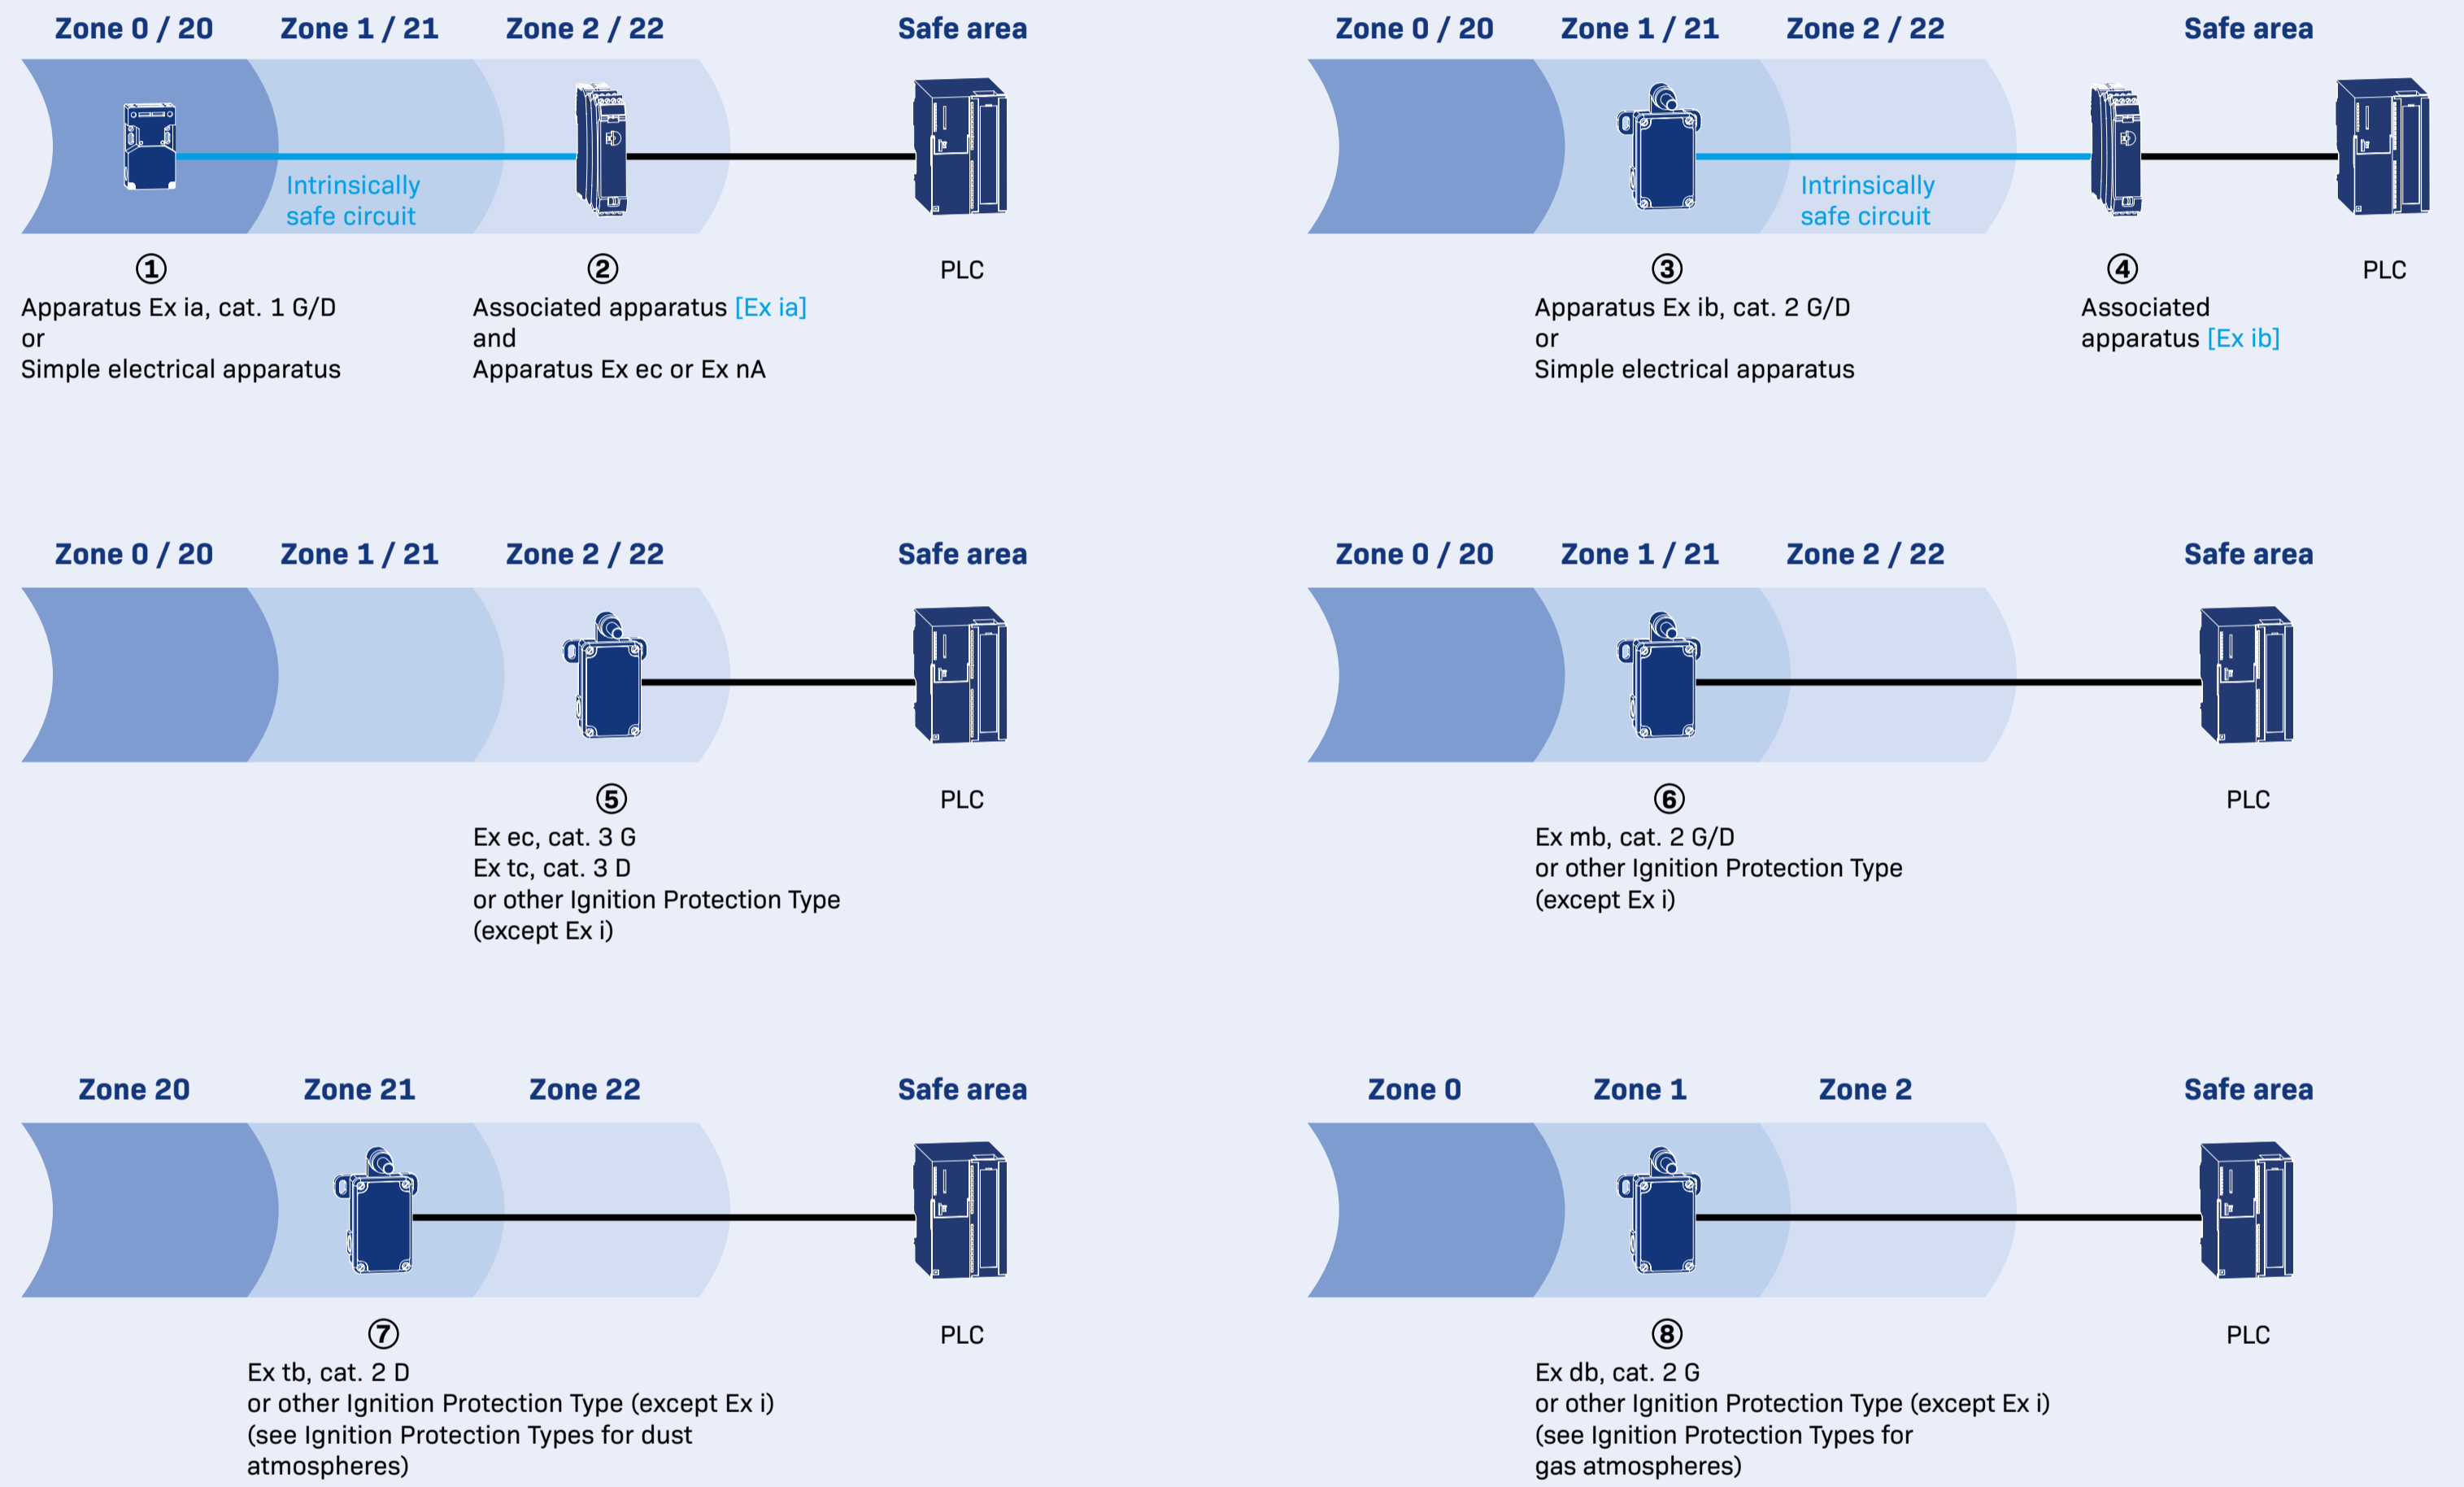 Zone 0 / 20
Zone 1 / 21
Zone 2 / 22
Safe area
Intrinsically
safe circuit
①
②
PLC
Apparatus Ex ia, cat. 1 G/D
or
Simple electrical apparatus
Associated apparatus [Ex ia]
and
Apparatus Ex ec or Ex nA
Zone 0 / 20
Zone 1 / 21
Zone 2 / 22
Safe area
Intrinsically
safe circuit
③
④
PLC
Apparatus Ex ib, cat. 2 G/D
or
Simple electrical apparatus
Associated
apparatus [Ex ib]
Zone 0 / 20
Zone 1 / 21
Zone 2 / 22
Safe area
⑤
PLC
Ex ec, cat. 3 G
Ex tc, cat. 3 D
or other Ignition Protection Type
(except Ex i)
Zone 0 / 20
Zone 1 / 21
Zone 2 / 22
Safe area
⑥
PLC
Ex mb, cat. 2 G/D
or other Ignition Protection Type
(except Ex i)
Zone 20
Zone 21
Zone 22
Safe area
⑦
PLC
Ex tb, cat. 2 D
or other Ignition Protection Type (except Ex i)
(see Ignition Protection Types for dust
atmospheres)
Zone 0
Zone 1
Zone 2
Safe area
⑧
PLC
Ex db, cat. 2 G
or other Ignition Protection Type (except Ex i)
(see Ignition Protection Types for
gas atmospheres)